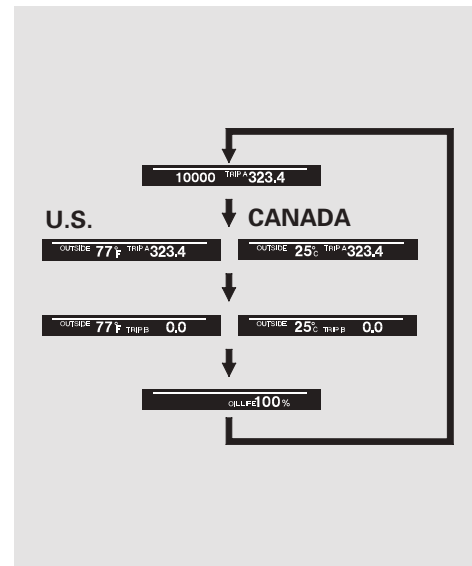 10000 TRIP A 323.4
U.S. CANADA
OUTSIDE 77°F TRIP A 323.4 OUTSIDE 25°C TRIP A 323.4
OUTSIDE 77°F TRIP B 0.0 OUTSIDE 25°C TRIP B 0.0
OIL LIFE 100 %